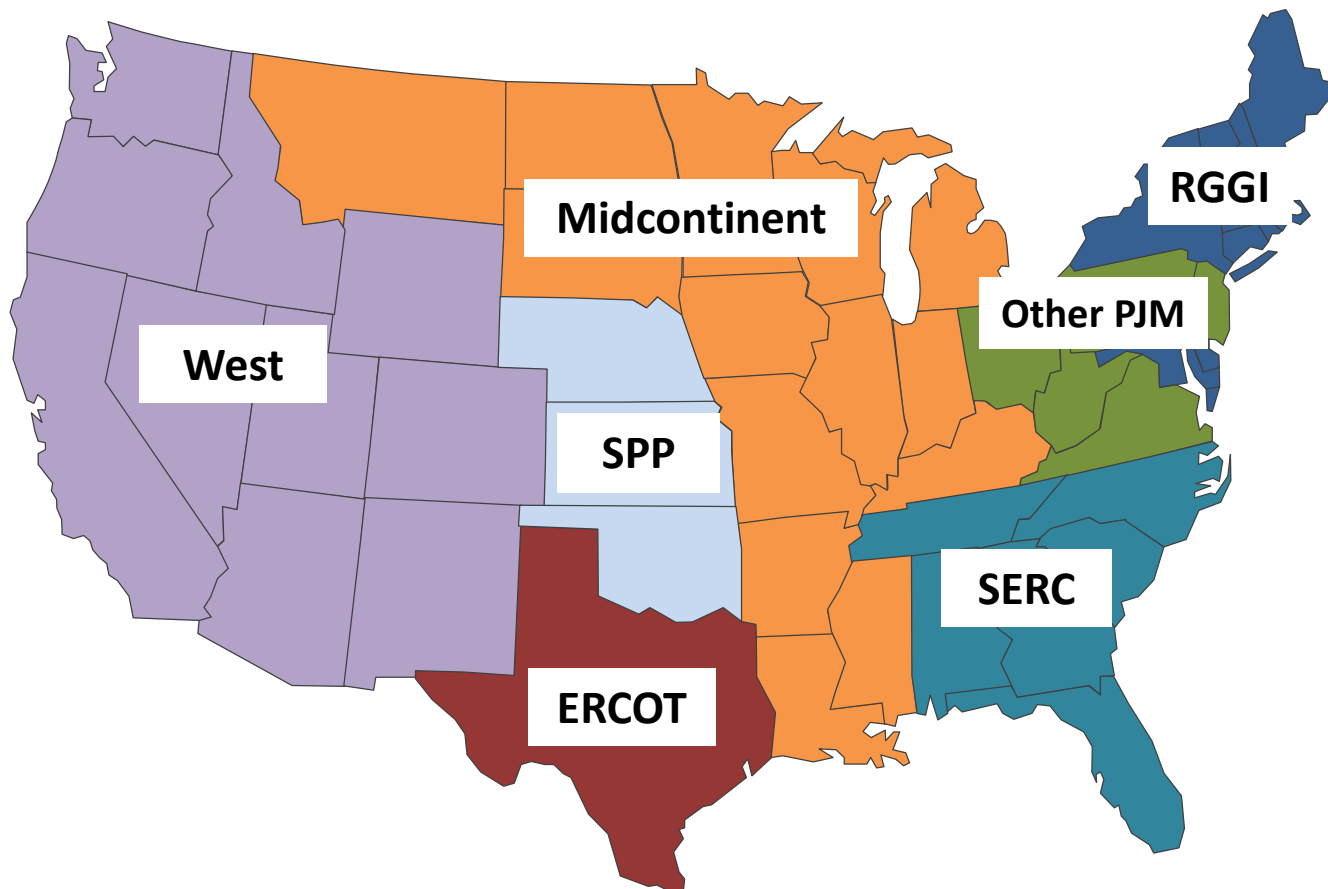 RGGI
Midcontinent
Other PJM
West
SPP
SERC
ERCOT